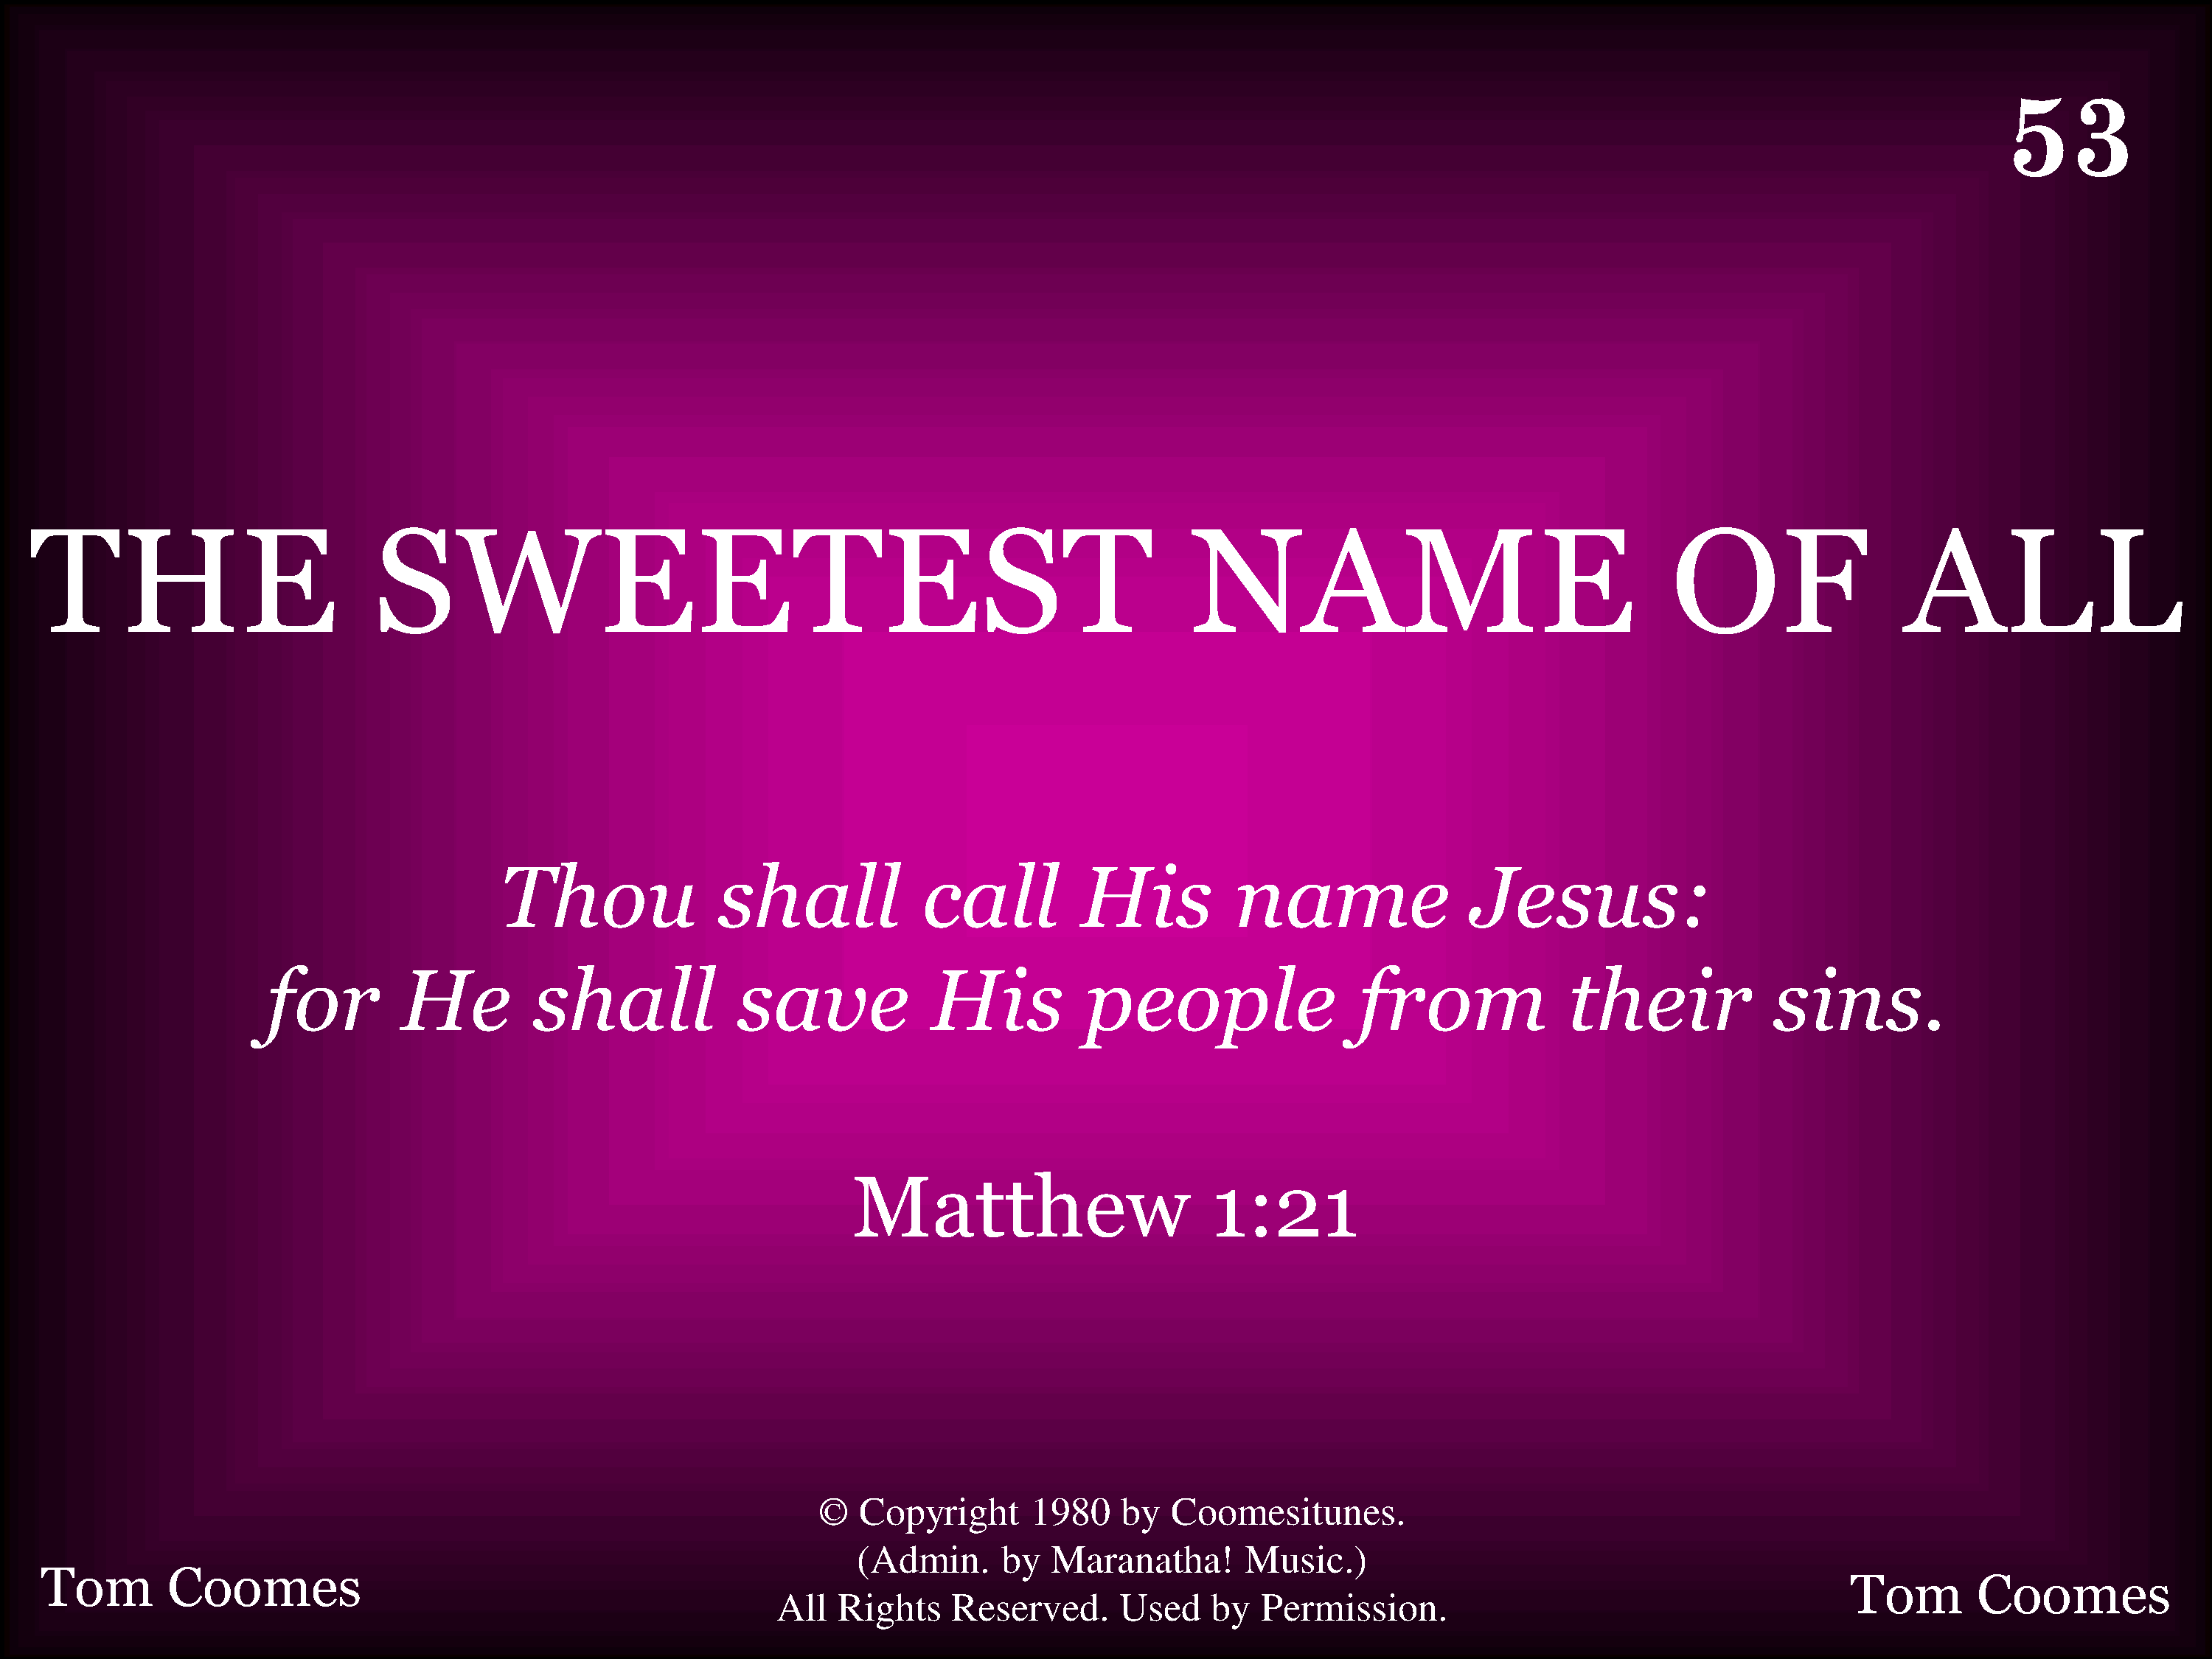 53
THE SWEETEST NAME OF ALL
Thou shall call His name Jesus:
for He shall save His people from their sins.
Matthew 1:21
© Copyright 1980 by Coomesitunes.
(Admin. by Maranatha! Music.)
All Rights Reserved. Used by Permission.
Tom Coomes
Tom Coomes